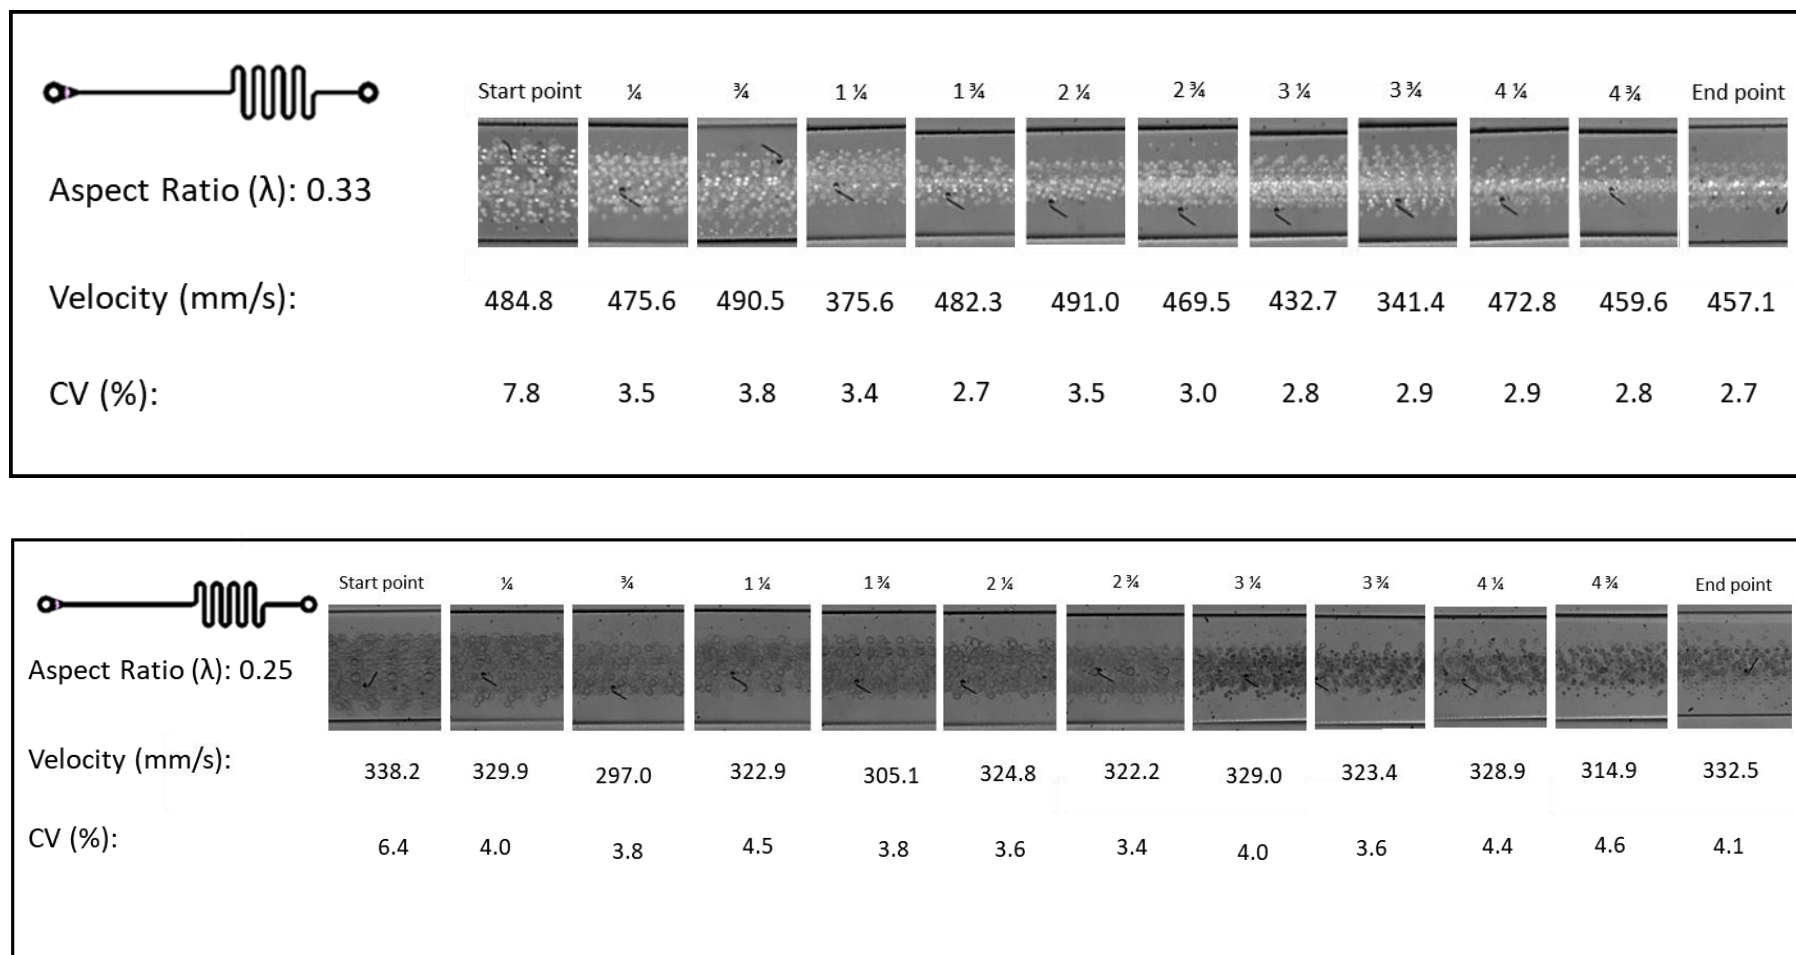 Start point ¼ ¾ 1 ¼ 1 ¾ 2 ¼ 2 ¾ 3 ¼ 3 ¾ 4 ¼ 4 ¾ End point
Aspect Ratio (λ): 0.33
Velocity (mm/s): 484.8 475.6 490.5 375.6 482.3 491.0 469.5 432.7 341.4 472.8 459.6 457.1
CV (%): 7.8 3.5 3.8 3.4 2.7 3.5 3.0 2.8 2.9 2.9 2.8 2.7
Start point ¼ ¾ 1 ¼ 1 ¾ 2 ¼ 2 ¾ 3 ¼ 3 ¾ 4 ¼ 4 ¾ End point
Aspect Ratio (λ): 0.25
Velocity (mm/s): 338.2 329.9 297.0 322.9 305.1 324.8 322.2 329.0 323.4 328.9 314.9 332.5
CV (%): 6.4 4.0 3.8 4.5 3.8 3.6 3.4 4.0 3.6 4.4 4.6 4.1